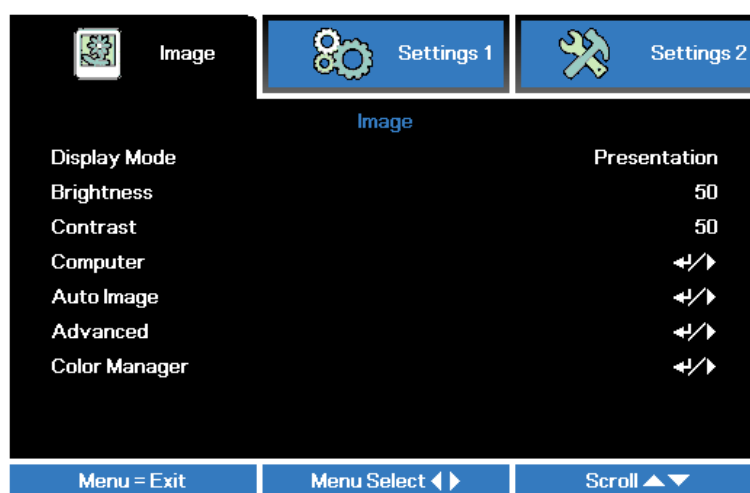 Image Settings 1 Settings 2
Image
Display Mode Presentation
Brightness 50
Contrast 50
Computer ↵/▶
Auto Image ↵/▶
Advanced ↵/▶
Color Manager ↵/▶
Menu = Exit Menu Select ◀▶ Scroll ▲▼